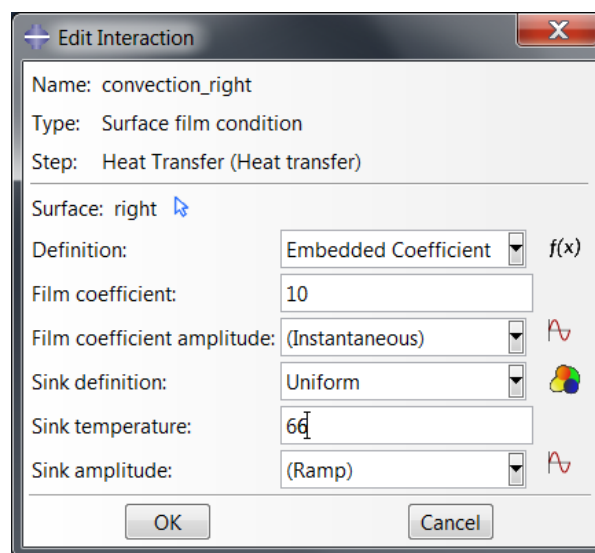 Edit Interaction
X
Name: convection_right
Type: Surface film condition
Step: Heat Transfer (Heat transfer)
Surface: right
Definition: Embedded Coefficient f(x)
Film coefficient: 10
Film coefficient amplitude: (Instantaneous)
Sink definition: Uniform
Sink temperature: 66
Sink amplitude: (Ramp)
OK Cancel